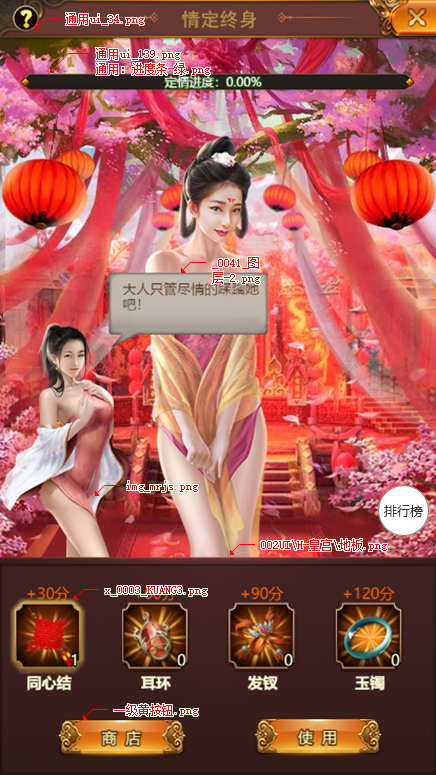 通用ui_34.png
情定终身
通用ui_139.png
通用：进度条-绿.png
定情进度：0.00%
_0041_图
层-2.png
大人只管尽情的蹂躏她
吧！
img_mrjs.png
排行榜
002UI\X-皇宫\地板.png
+30分
+90分
+120分
x_0003_KUANG3.png
1
0
0
0
同心结
耳环
发钗
玉镯
一级黄按钮.png
商店
使用